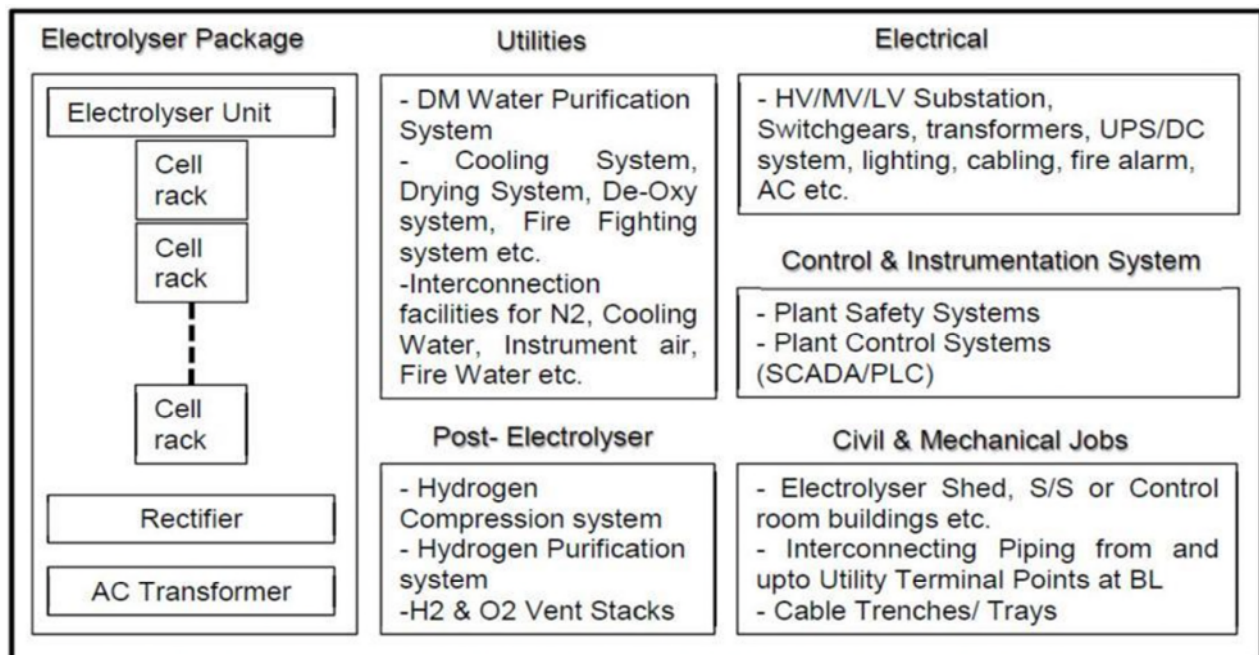 Electrolyser Package
Electrolyser Unit
Cell
rack
Cell
rack
Cell
rack
Rectifier
AC Transformer
Utilities
- DM Water Purification
System
- Cooling System,
Drying System, De-Oxy
system, Fire Fighting
system etc.
-Interconnection
facilities for N2, Cooling
Water, Instrument air,
Fire Water etc.
Post- Electrolyser
- Hydrogen
Compression system
- Hydrogen Purification
system
-H2 & O2 Vent Stacks
Electrical
- HV/MV/LV Substation,
Switchgears, transformers, UPS/DC
system, lighting, cabling, fire alarm,
AC etc.
Control & Instrumentation System
- Plant Safety Systems
- Plant Control Systems
(SCADA/PLC)
Civil & Mechanical Jobs
- Electrolyser Shed, S/S or Control
room buildings etc.
- Interconnecting Piping from and
upto Utility Terminal Points at BL
- Cable Trenches/ Trays